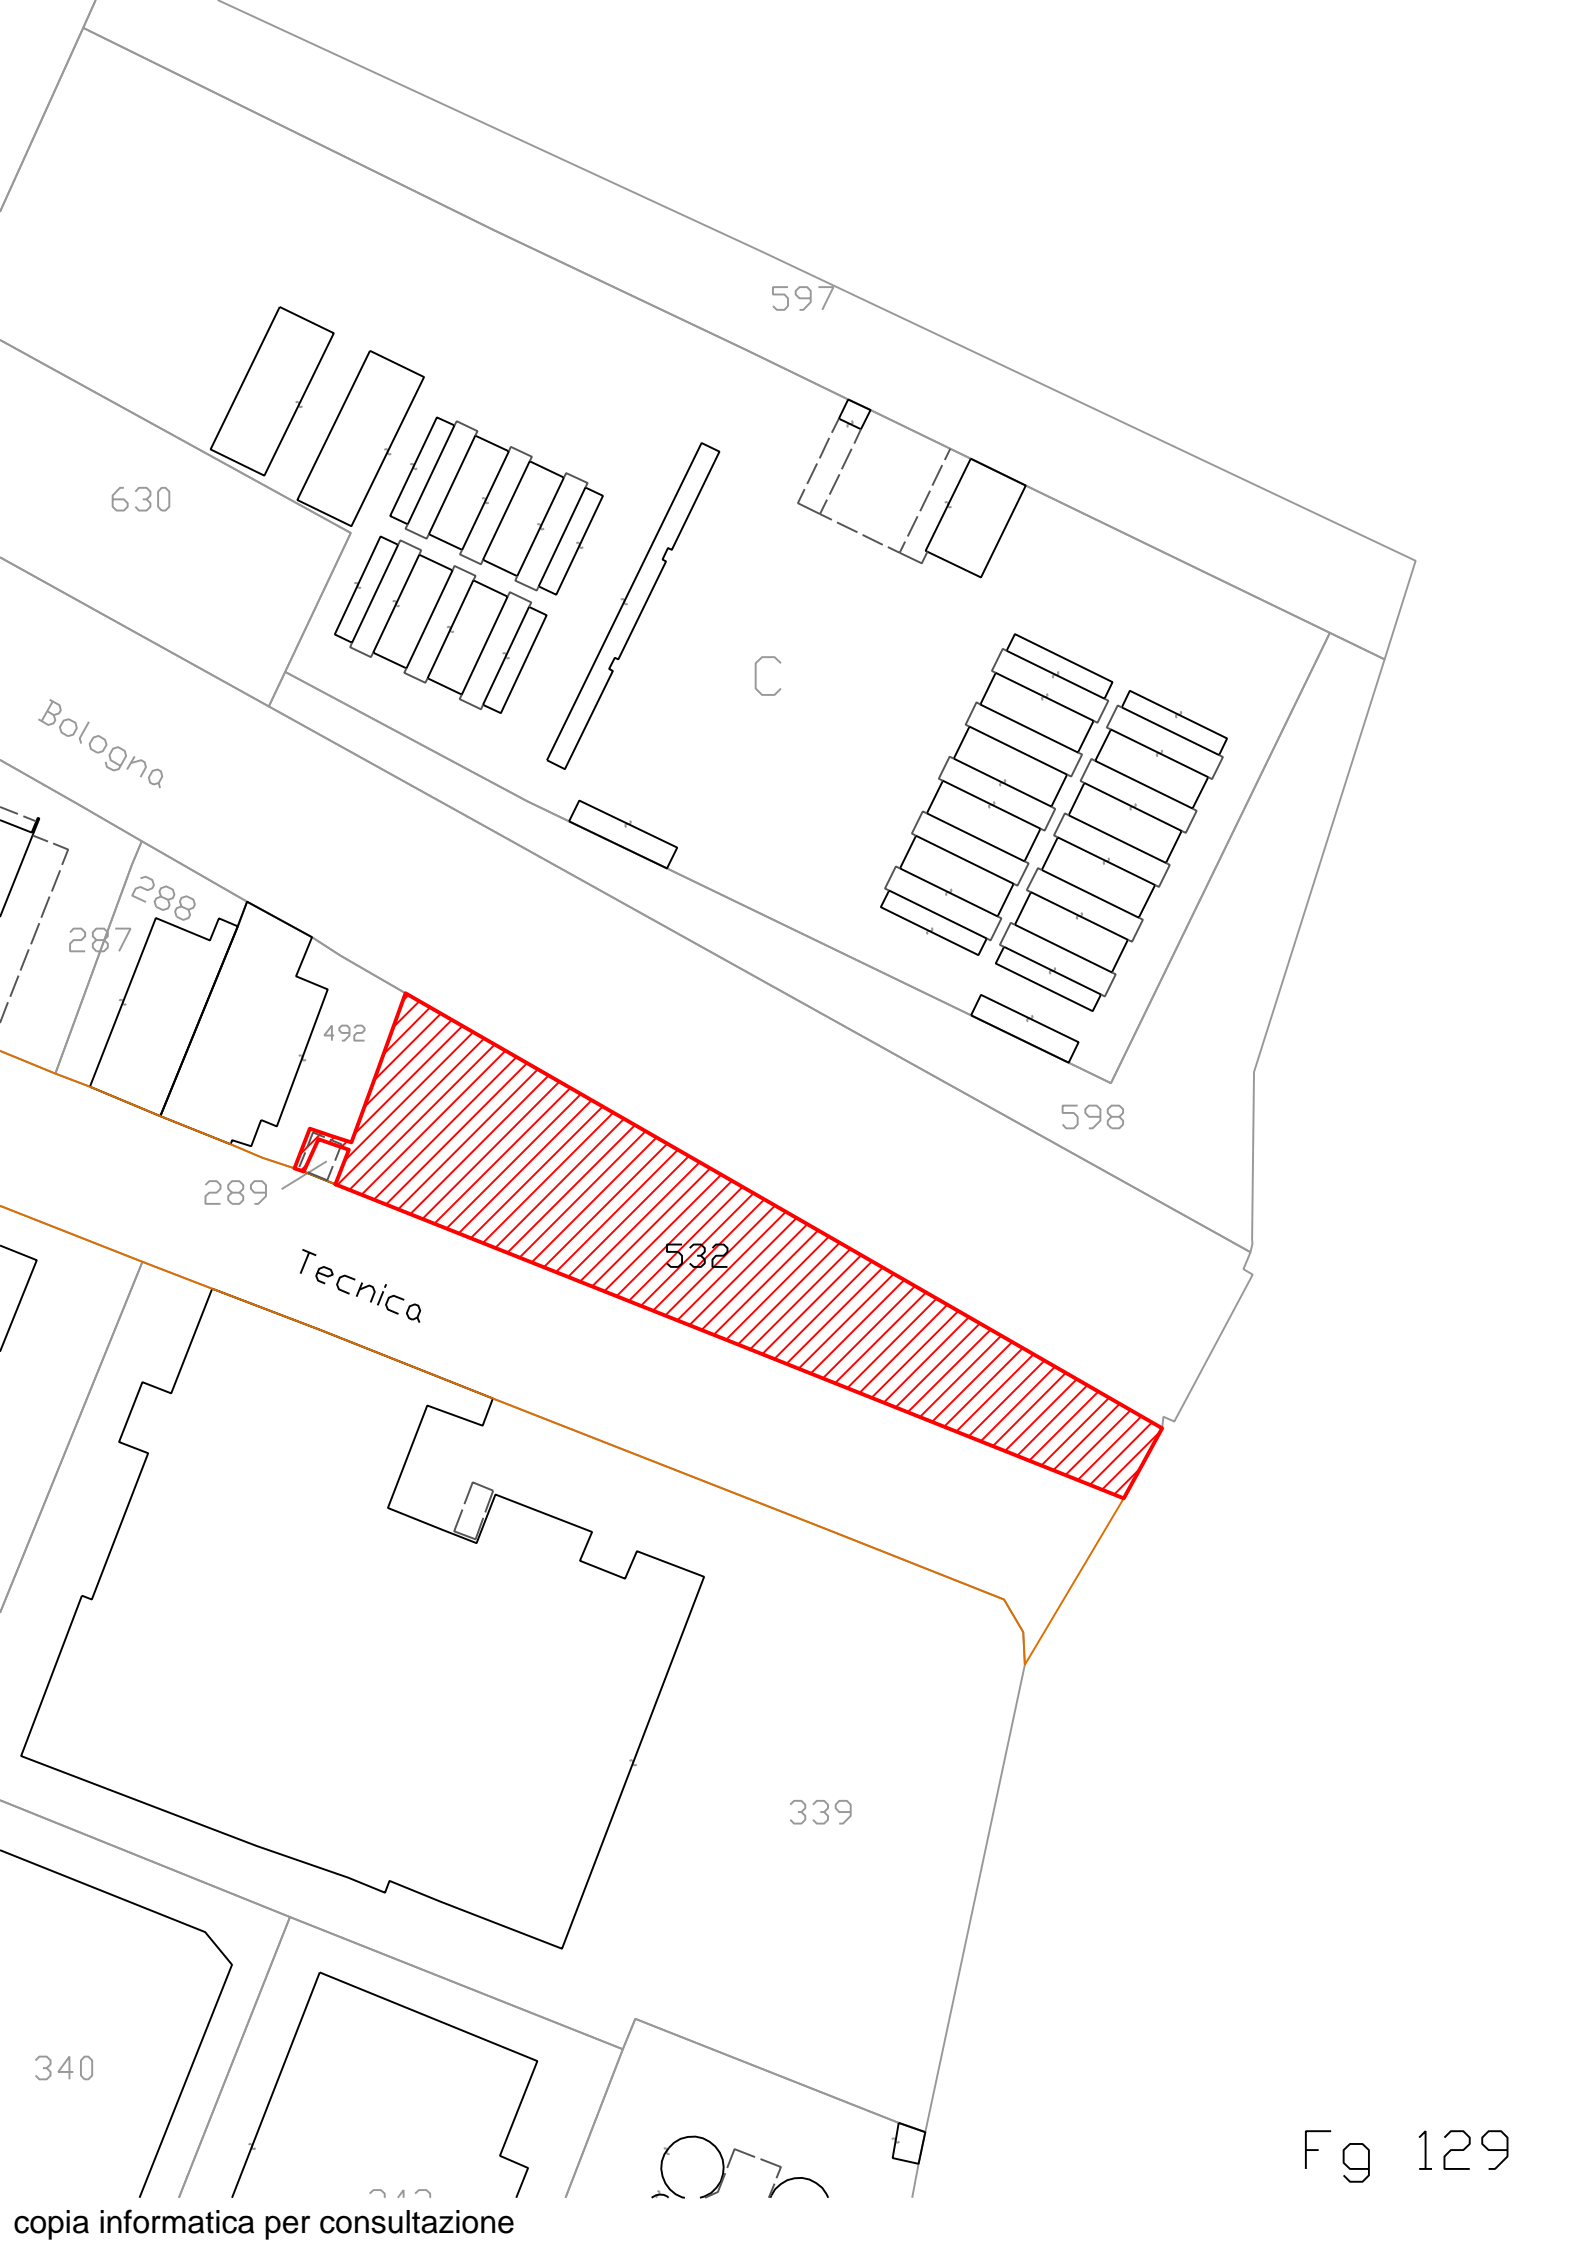 597
630
C
Bologna
288
287
492
598
289
532
Tecnica
339
340
Fg 129
copia informatica per consultazione